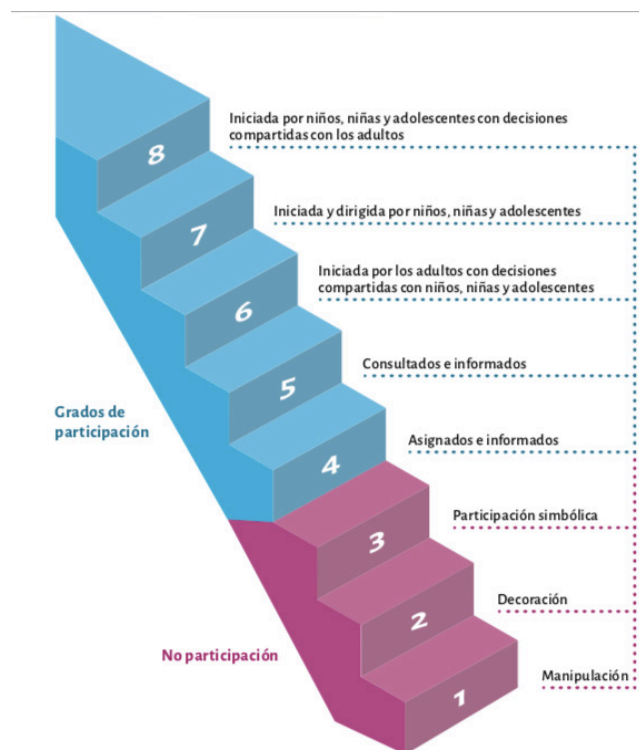 Iniciada por niños, niñas y adolescentes con decisiones
compartidas con los adultos
8
Iniciada y dirigida por niños, niñas y adolescentes
7
Iniciada por los adultos con decisiones
compartidas con niños, niñas y adolescentes
6
Consultados e informados
5
Grados de
participación
Asignados e informados
4
Participación simbólica
3
Decoración
2
No participación
Manipulación
1